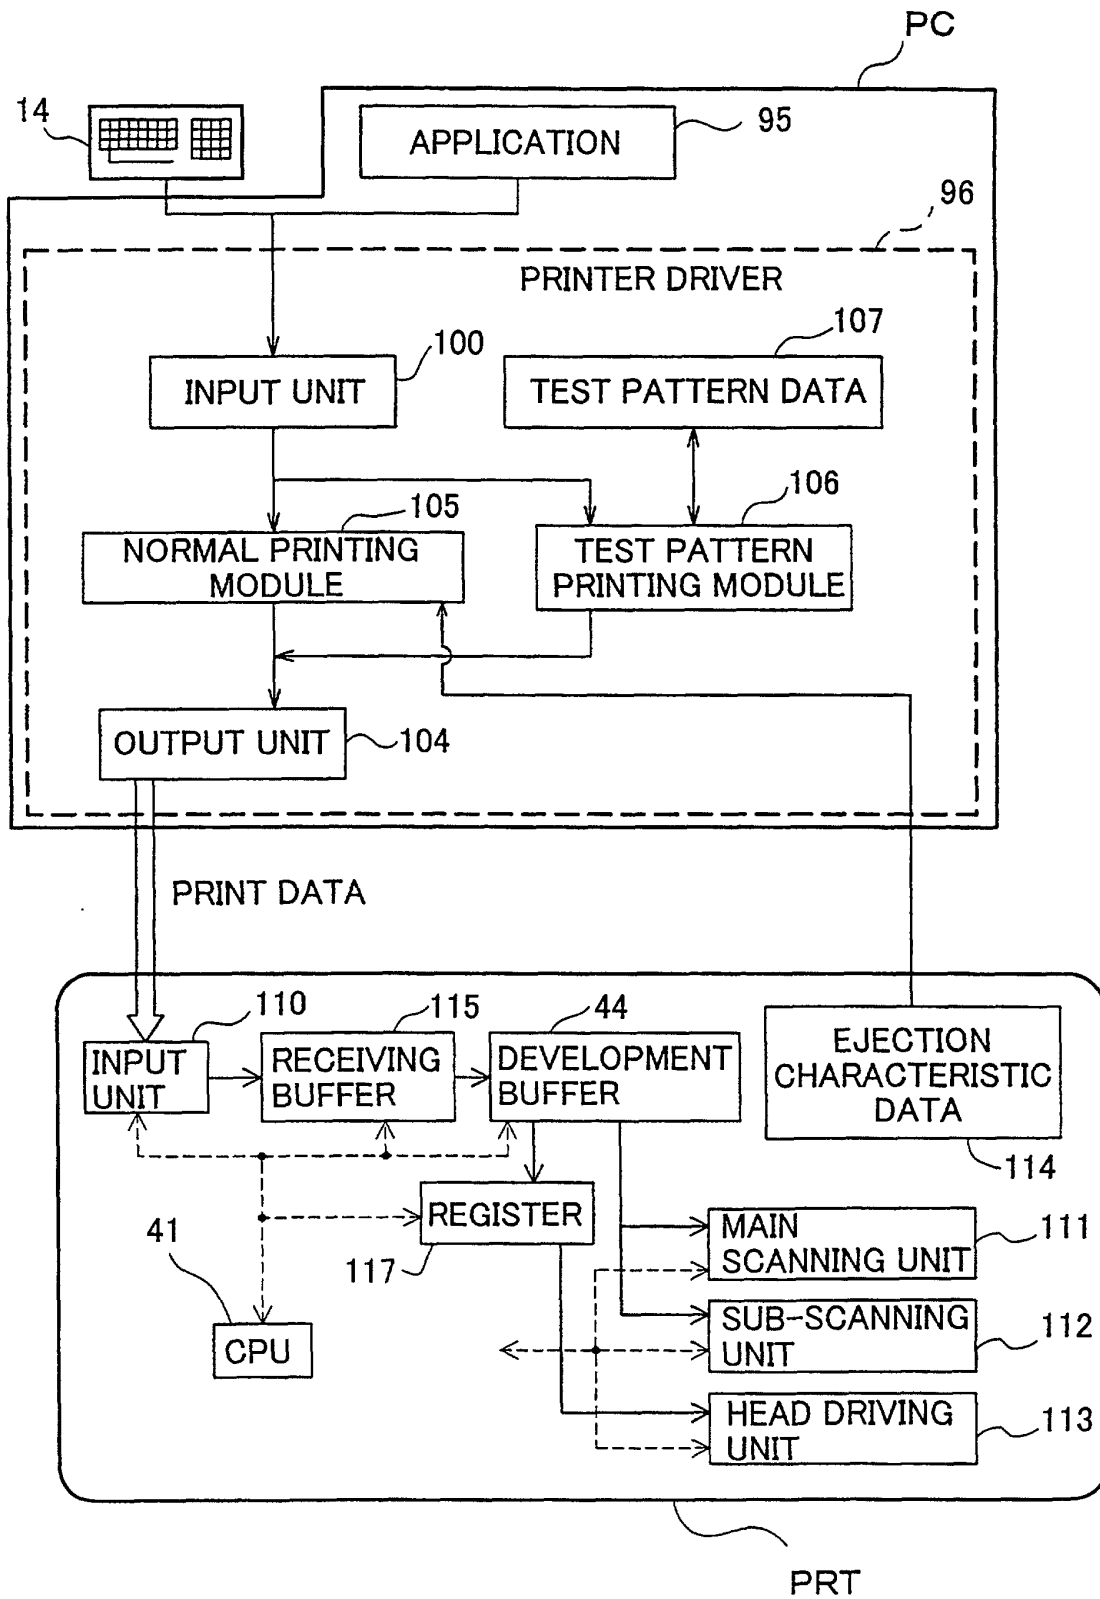 PC
14
APPLICATION
95
96
PRINTER DRIVER
107
100
INPUT UNIT
TEST PATTERN DATA
105
106
NORMAL PRINTING
MODULE
TEST PATTERN
PRINTING MODULE
OUTPUT UNIT
104
PRINT DATA
110
115
44
INPUT
UNIT
RECEIVING
BUFFER
DEVELOPMENT
BUFFER
EJECTION
CHARACTERISTIC
DATA
114
REGISTER
117
41
CPU
MAIN
SCANNING UNIT
111
SUB-SCANNING
UNIT
112
HEAD DRIVING
UNIT
113
PRT